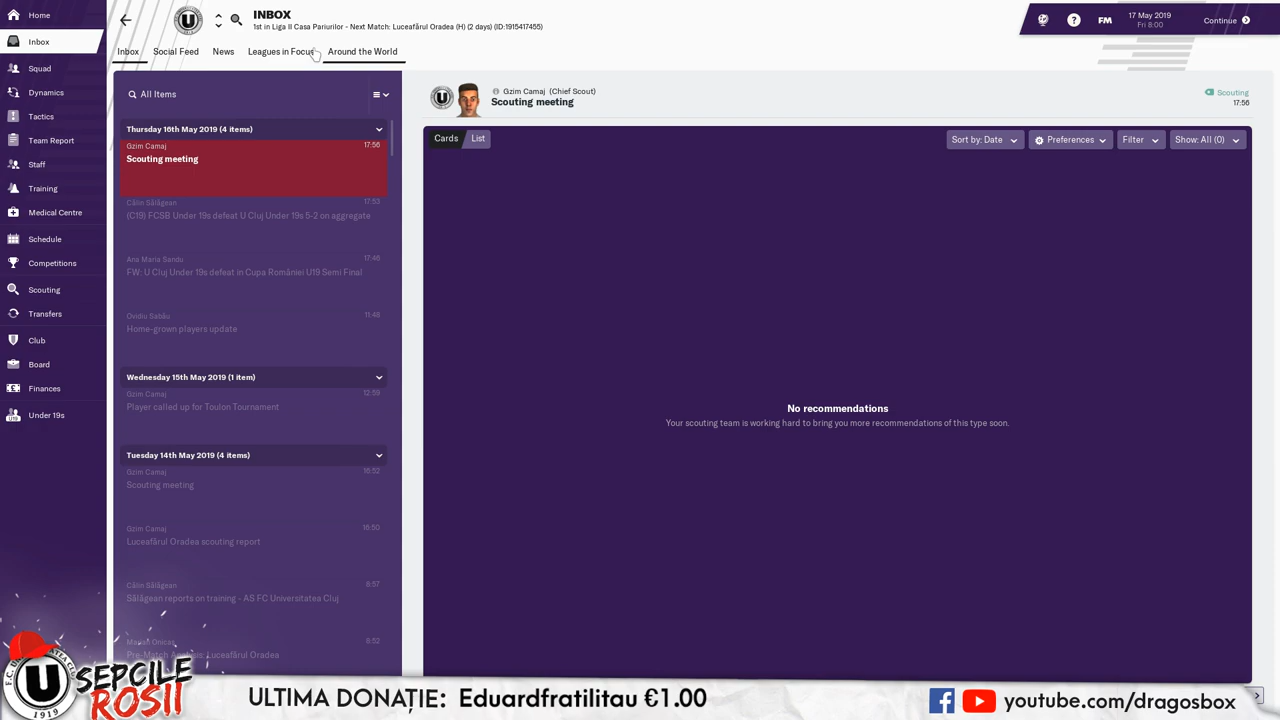 Home
Inbox
Squad
Dynamics
Tactics
Team Report
Staff
Training
Medical Centre
Schedule
Competitions
Scouting
Transfers
Club
Board
Finances
Under 19s
INBOX
1st in Liga II Casa Pariurilor - Next Match: Luceafărul Oradea (H) (2 days) (ID:1915417455)
FM
17 May 2019
Fri 8:00
Continue
Inbox
Social Feed
News
Leagues in Focus
Around the World
All Items
Thursday 16th May 2019 (4 items)
Gzim Camaj 17:56
Scouting meeting
Călin Sălăgean 17:53
(C19) FCSB Under 19s defeat U Cluj Under 19s 5-2 on aggregate
Ana Maria Sandu 17:46
FW: U Cluj Under 19s defeat in Cupa României U19 Semi Final
Ovidiu Sabău 11:48
Home-grown players update
Wednesday 15th May 2019 (1 item)
Gzim Camaj 12:59
Player called up for Toulon Tournament
Tuesday 14th May 2019 (4 items)
Gzim Camaj 16:52
Scouting meeting
Gzim Camaj 16:50
Luceafărul Oradea scouting report
Călin Sălăgean 8:57
Sălăgean reports on training - AS FC Universitatea Cluj
Marian Onicaș 8:52
Pre-Match Analysis: Luceafărul Oradea
Gzim Camaj (Chief Scout)
Scouting meeting
Scouting
17:56
Cards
List
Sort by: Date
Preferences
Filter
Show: All (0)
No recommendations
Your scouting team is working hard to bring you more recommendations of this type soon.
U
1919
SEPCILE
ROSII
ULTIMA DONAȚIE: Eduardfratilitau €1.00
youtube.com/dragosbox